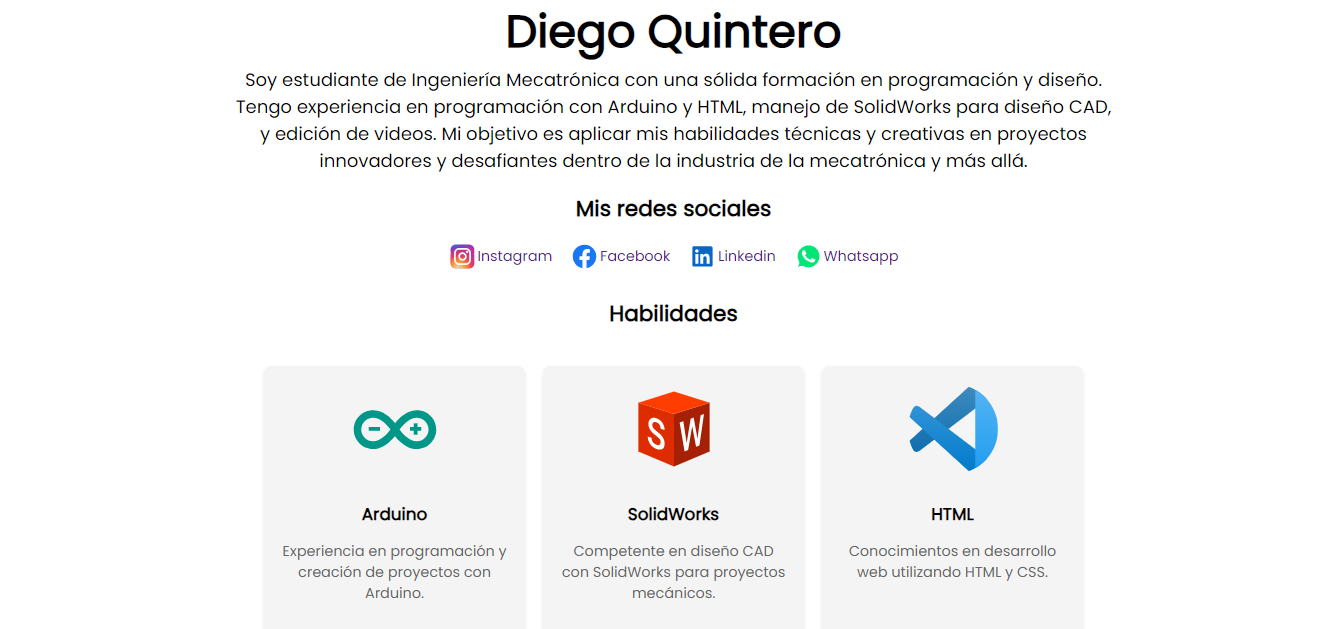 Diego Quintero
Soy estudiante de Ingeniería Mecatrónica con una sólida formación en programación y diseño.
Tengo experiencia en programación con Arduino y HTML, manejo de SolidWorks para diseño CAD,
y edición de videos. Mi objetivo es aplicar mis habilidades técnicas y creativas en proyectos
innovadores y desafiantes dentro de la industria de la mecatrónica y más allá.
Mis redes sociales
Instagram Facebook Linkedin Whatsapp
Habilidades
SW
Arduino
Experiencia en programación y
creación de proyectos con
Arduino.
SolidWorks
Competente en diseño CAD
con SolidWorks para proyectos
mecánicos.
HTML
Conocimientos en desarrollo
web utilizando HTML y CSS.